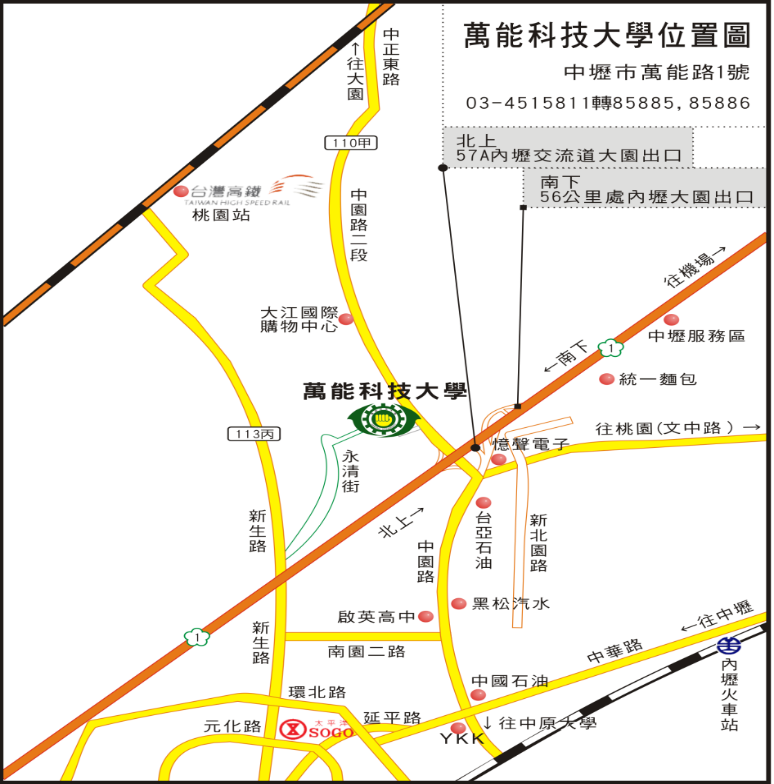 萬能科技大學位置圖
中壢市萬能路1號
03-4515811轉85885, 85886
北上
57A內壢交流道大園出口
南下
56公里處內壢大園出口
中正東路
←往大園
110甲
台灣高鐵
TAIWAN HIGH SPEED RAIL
桃園站
中園路二段
往機場→
大江國際
購物中心
中壢服務區
←南下
1
統一麵包
萬能科技大學
113丙
永清街
往桃園(文中路)→
憶聲電子
北上→
台亞石油
新北園路
新生路
中園路
黑松汽水
啟英高中
1
新生路
南園二路
中華路
←往中壢
內壢火車站
環北路
中國石油
元化路
太平洋
SOGO
延平路
↓往中原大學
YKK